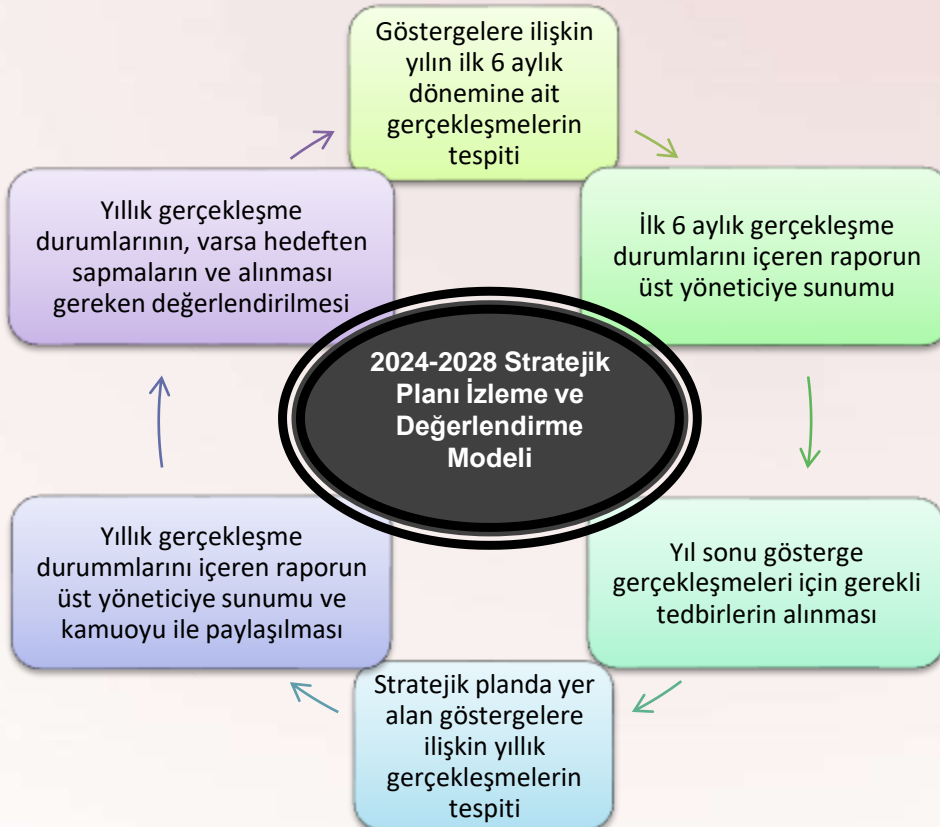 Göstergelere ilişkin
yılın ilk 6 aylık
dönemine ait
gerçekleşmelerin
tespiti
İlk 6 aylık gerçekleşme
durumlarını içeren raporun
üst yöneticiye sunumu
Yıl sonu gösterge
gerçekleşmeleri için gerekli
tedbirlerin alınması
Stratejik planda yer
alan göstergelere
ilişkin yıllık
gerçekleşmelerin
tespiti
Yıllık gerçekleşme
durummlarını içeren raporun
üst yöneticiye sunumu ve
kamuoyu ile paylaşılması
Yıllık gerçekleşme
durumlarının, varsa hedeften
sapmaların ve alınması
gereken değerlendirilmesi
2024-2028 Stratejik
Planı İzleme ve
Değerlendirme
Modeli